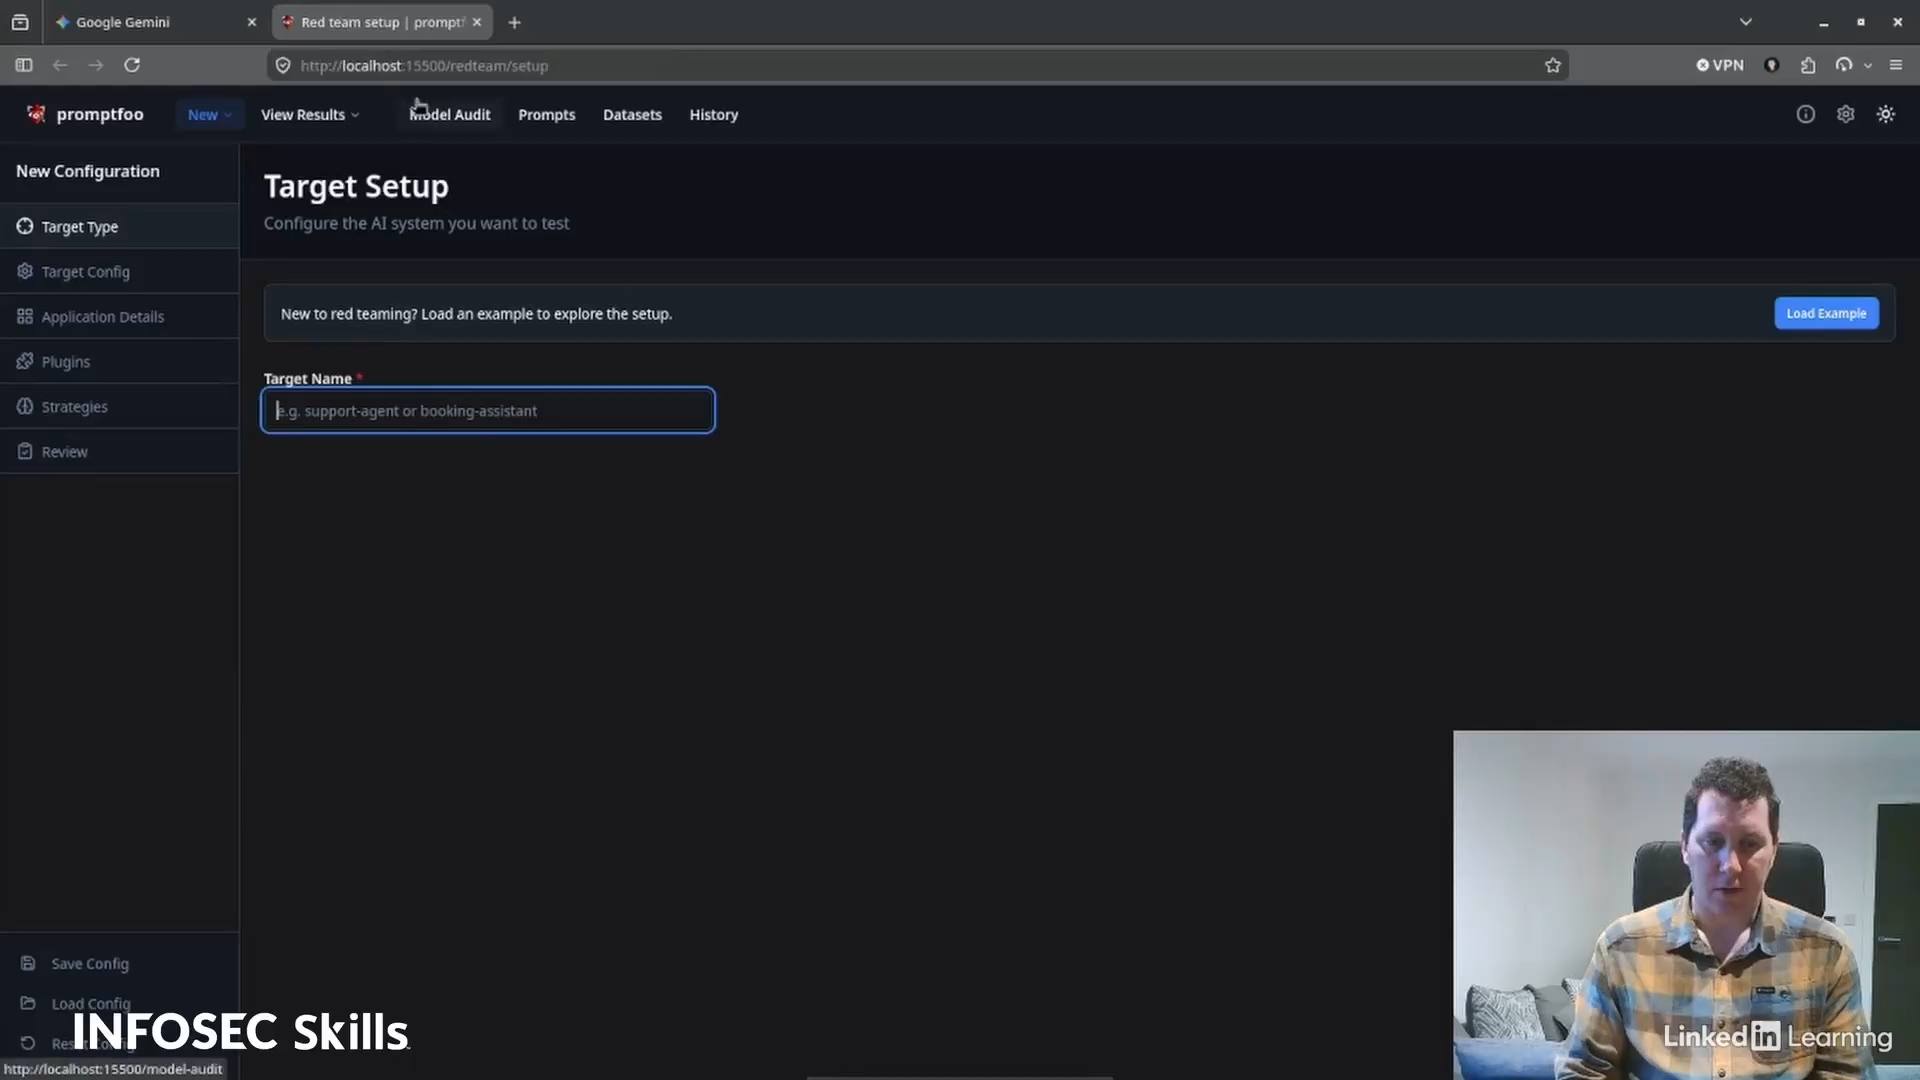 Google Gemini
Red team setup | prompt
http://localhost:15500/redteam/setup
VPN
promptfoo
New
View Results
Model Audit
Prompts
Datasets
History
New Configuration
Target Type
Target Config
Application Details
Plugins
Strategies
Review
Target Setup
Configure the AI system you want to test
New to red teaming? Load an example to explore the setup.
Load Example
Target Name *
e.g. support-agent or booking-assistant
Save Config
Load Config
Reset Config
INFOSEC Skills
http://localhost:15500/model-audit
Linked in Learning